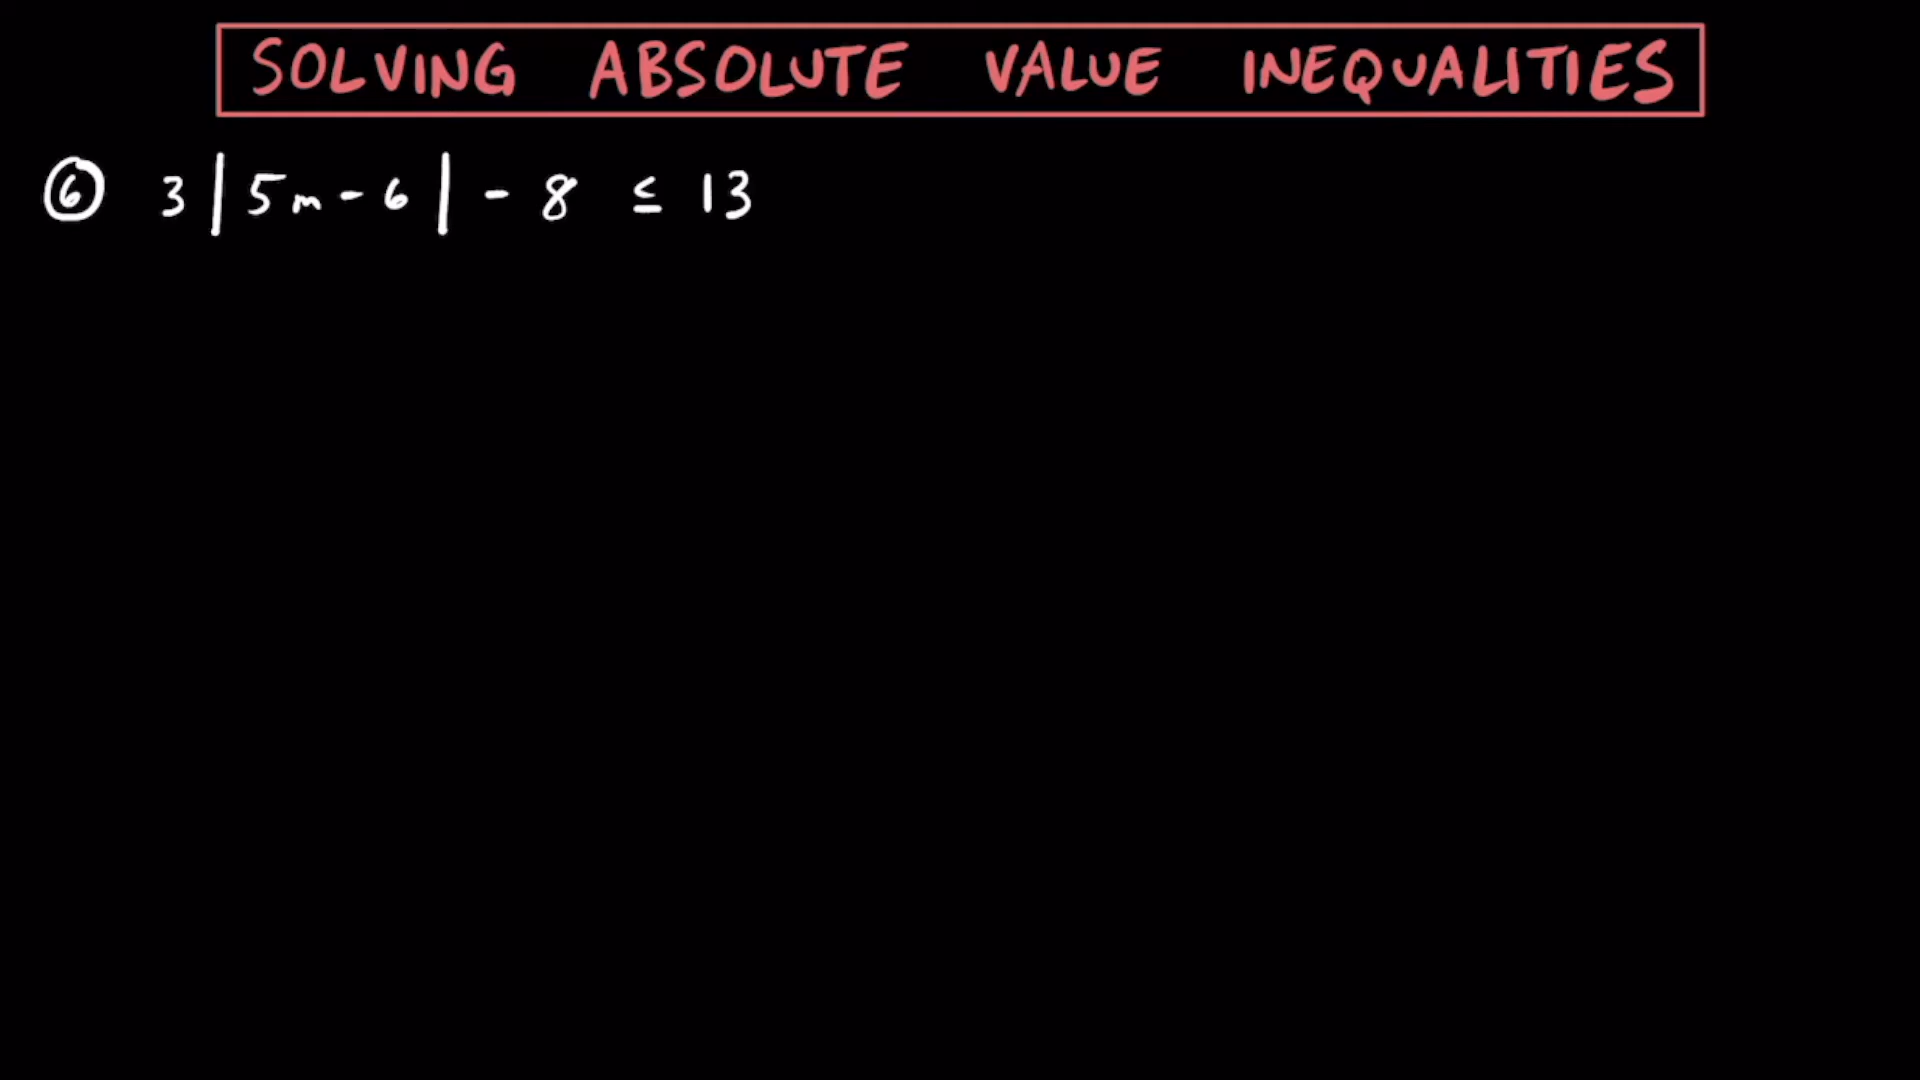 SOLVING ABSOLUTE VALUE INEQUALITIES
⑥ 3|5m-6| - 8 ≤ 13